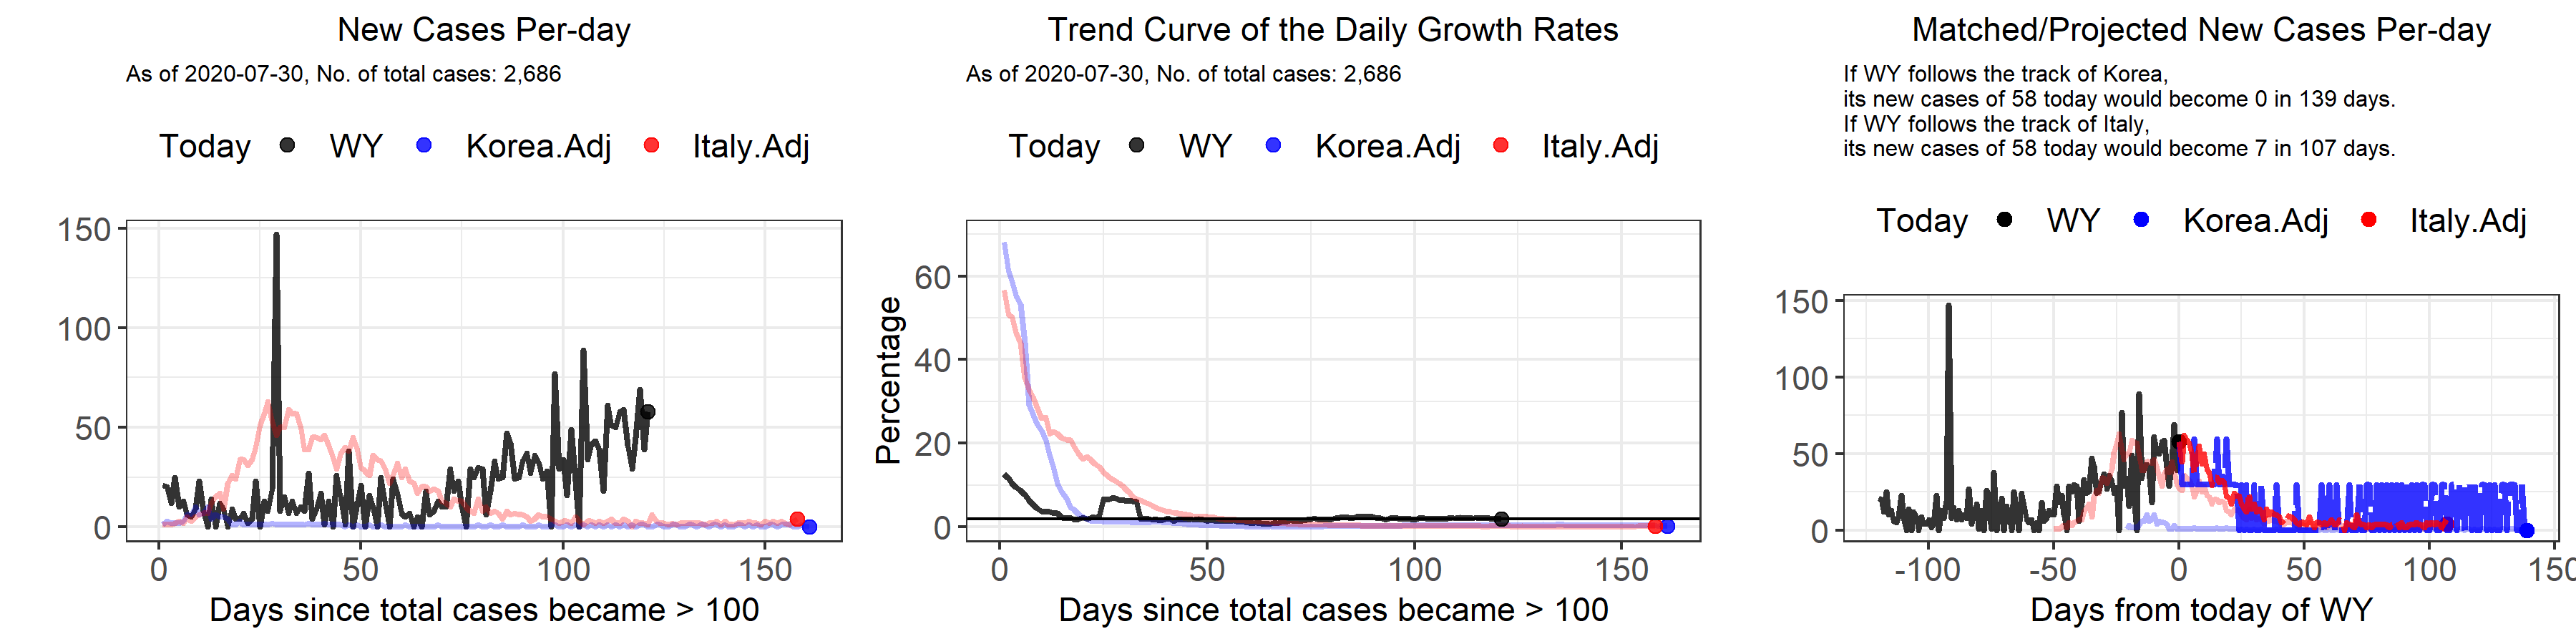 New Cases Per-day
As of 2020-07-30, No. of total cases: 2,686
Today WY Korea.Adj Italy.Adj
150
100
50
0
0 50 100 150
Days since total cases became > 100
Trend Curve of the Daily Growth Rates
As of 2020-07-30, No. of total cases: 2,686
Today WY Korea.Adj Italy.Adj
Percentage
60
40
20
0
0 50 100 150
Days since total cases became > 100
Matched/Projected New Cases Per-day
If WY follows the track of Korea,
its new cases of 58 today would become 0 in 139 days.
If WY follows the track of Italy,
its new cases of 58 today would become 7 in 107 days.
Today WY Korea.Adj Italy.Adj
150
100
50
0
-100 -50 0 50 100 150
Days from today of WY